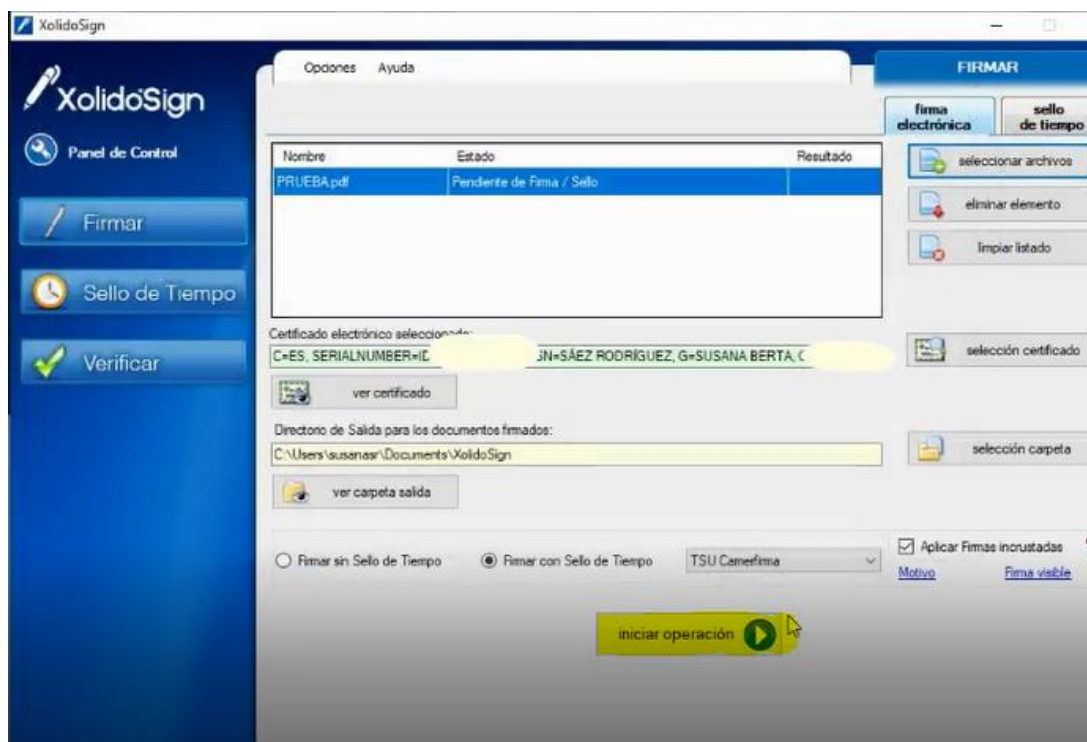 XolidoSign
XolidoSign
Panel de Control
Firmar
Sello de Tiempo
Verificar
Opciones Ayuda
FIRMAR
firma electrónica
sello de tiempo
Nombre Estado Resultado
PRUEBA.pdf Pendiente de Firma / Sello
seleccionar archivos
eliminar elemento
limpiar listado
Certificado electrónico seleccionado:
C=ES, SERIALNUMBER=ID SN=SÁEZ RODRÍGUEZ, G=SUSANA BERTA, C
selección certificado
ver certificado
Directorio de Salida para los documentos firmados:
C:\Users\susanasr\Documents\XolidoSign
selección carpeta
ver carpeta salida
Firmar sin Sello de Tiempo Firmar con Sello de Tiempo TSU Camerfirma
Aplicar Firmas incrustadas
Motivo Firma visible
iniciar operación